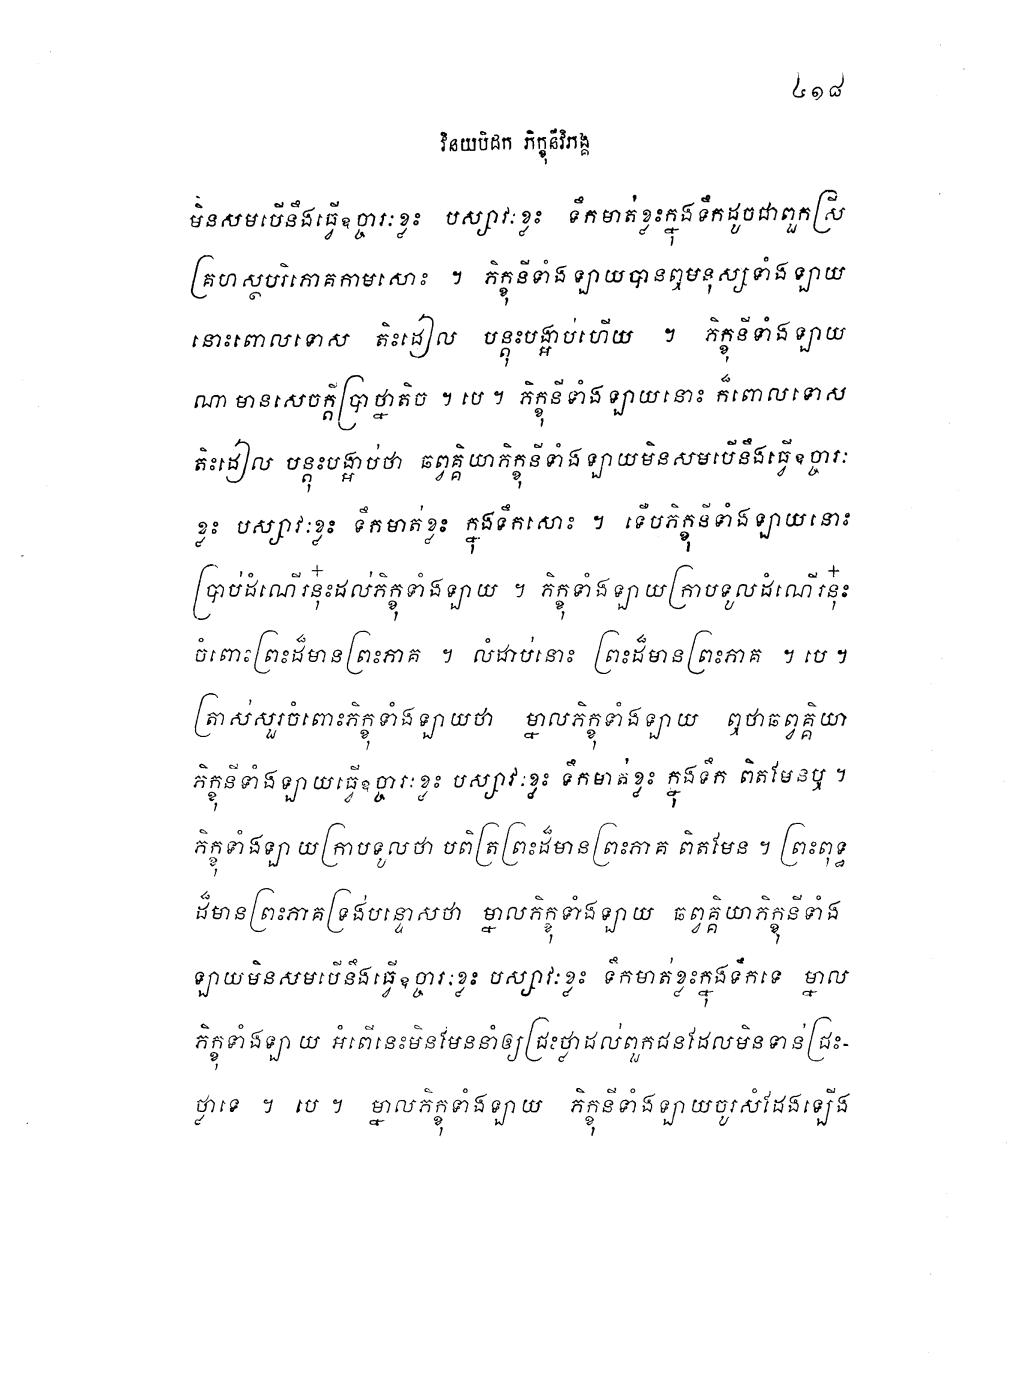 ៤១៨
វិនយបិដក ភិក្ខុនីវិភង្គ
មិនសមបើនឹងធ្វើឧច្ចារៈខ្លះ បស្សាវៈខ្លះ ទឹកមាត់ខ្លះក្នុងទឹកដូចជាពួកស្រី
គ្រហស្ថបរិភោគកាមសោះ ។ ភិក្ខុនីទាំងឡាយបានឮមនុស្សទាំងឡាយ
នោះពោលទោស តិះដៀល បន្តុះបង្អាប់ហើយ ។ ភិក្ខុនីទាំងឡាយ
ណា មានសេចក្តីប្រាថ្នាតិច ។ បេ ។ ភិក្ខុនីទាំងឡាយនោះ ក៏ពោលទោស
តិះដៀល បន្តុះបង្អាប់ថា ឆព្វគ្គិយាភិក្ខុនីទាំងឡាយមិនសមបើនឹងធ្វើឧច្ចារៈ
ខ្លះ បស្សាវៈខ្លះ ទឹកមាត់ខ្លះ ក្នុងទឹកសោះ ។ ទើបភិក្ខុនីទាំងឡាយនោះ
ប្រាប់ដំណើរនុ៎ះដល់ភិក្ខុទាំងឡាយ ។ ភិក្ខុទាំងឡាយក្រាបទូលដំណើរនុ៎ះ
ចំពោះព្រះដ៏មានព្រះភាគ ។ លំដាប់នោះ ព្រះដ៏មានព្រះភាគ ។ បេ ។
ត្រាស់សួរចំពោះភិក្ខុទាំងឡាយថា ម្នាលភិក្ខុទាំងឡាយ ឮថាឆព្វគ្គិយា
ភិក្ខុនីទាំងឡាយធ្វើឧច្ចារៈខ្លះ បស្សាវៈខ្លះ ទឹកមាត់ខ្លះ ក្នុងទឹក ពិតមែនឬ ។
ភិក្ខុទាំងឡាយក្រាបទូលថា បពិត្រព្រះដ៏មានព្រះភាគ ពិតមែន ។ ព្រះពុទ្ធ
ដ៏មានព្រះភាគទ្រង់បន្ទោសថា ម្នាលភិក្ខុទាំងឡាយ ឆព្វគ្គិយាភិក្ខុនីទាំង
ឡាយមិនសមបើនឹងធ្វើឧច្ចារៈខ្លះ បស្សាវៈខ្លះ ទឹកមាត់ខ្លះក្នុងទឹកទេ ម្នាល
ភិក្ខុទាំងឡាយ អំពើនេះមិនមែននាំឲ្យជ្រះថ្លាដល់ពួកជនដែលមិនទាន់ជ្រះ-
ថ្លាទេ ។ បេ ។ ម្នាលភិក្ខុទាំងឡាយ ភិក្ខុនីទាំងឡាយចូរសំដែងឡើង